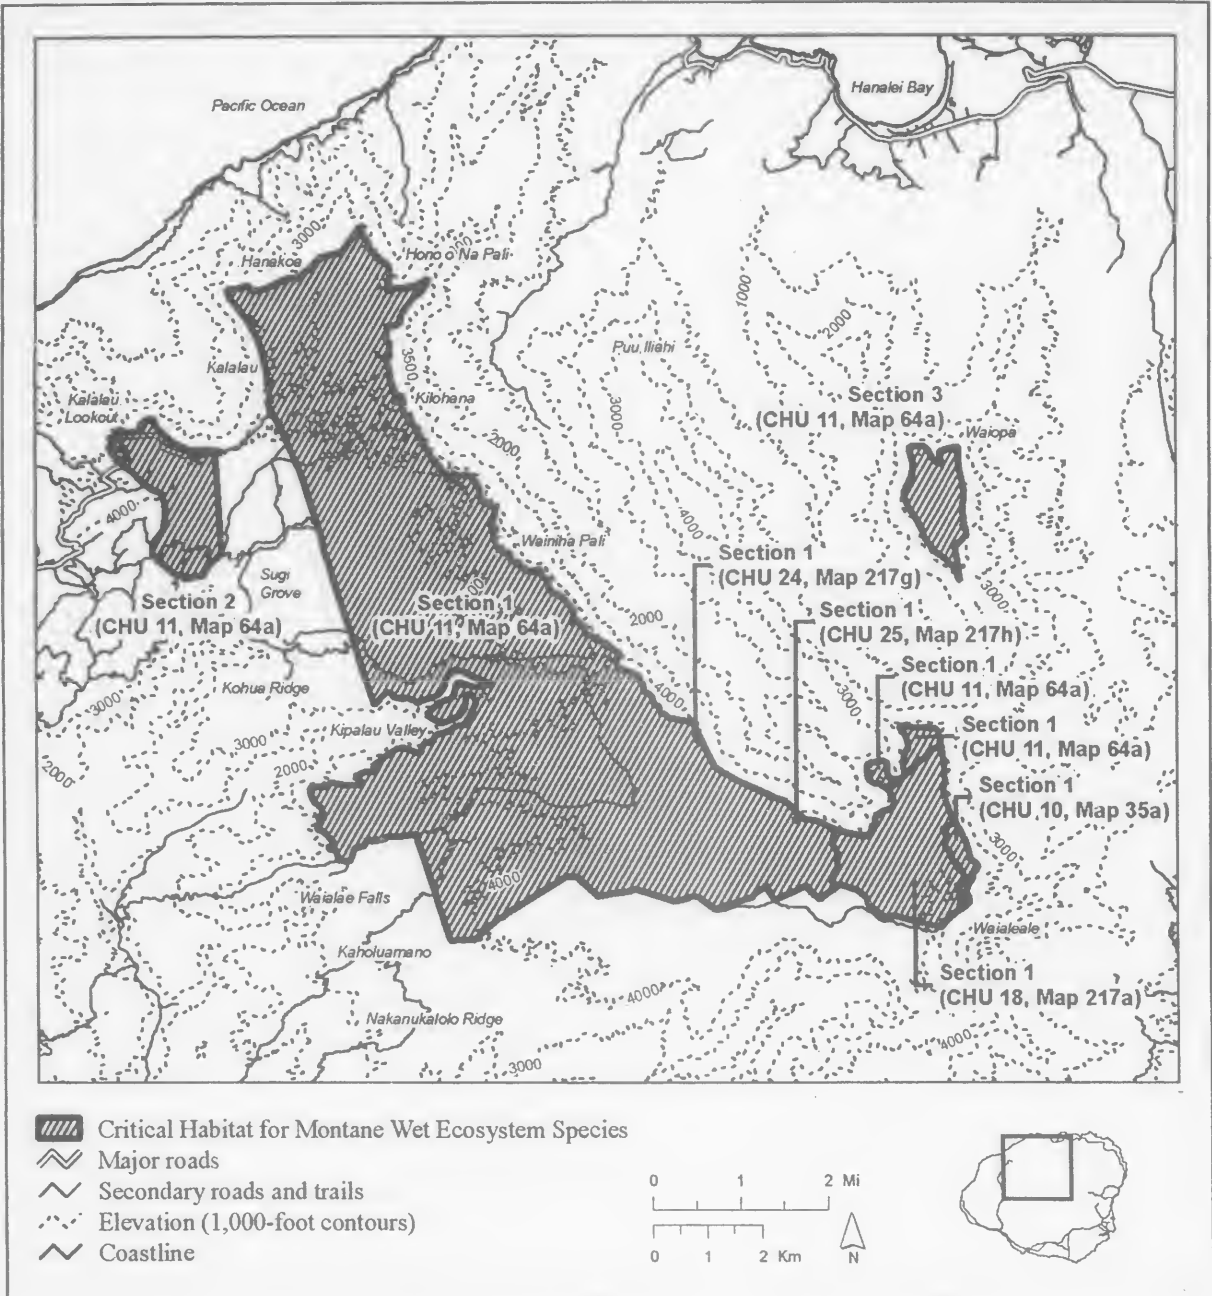 Pacific Ocean
Hanalei Bay
3000
Hono o Na Pali
Hanakoa
1000
2000
Puu Iliahi
Kalalau
3500
Kilohana
Kalalau
Lookout
3000
Section 3
(CHU 11, Map 64a)
Waiopa
2000
4000
4000
Wainiha Pali
Section 1
(CHU 24, Map 217g)
Sugi
Grove
3000
Section 2
(CHU 11, Map 64a)
Section 1
(CHU 11, Map 64a)
2000
Section 1
(CHU 25, Map 217h)
Section 1
(CHU 11, Map 64a)
Kohua Ridge
4000
3000
3000
Kipalau Valley
3000
Section 1
(CHU 11, Map 64a)
2000
2000
Section 1
(CHU 10, Map 35a)
3000
4000
Waialae Falls
Waialeale
Kaholuamano
Section 1
(CHU 18, Map 217a)
4000
Nakanukalolo Ridge
4000
3000
Critical Habitat for Montane Wet Ecosystem Species
Major roads
Secondary roads and trails
Elevation (1,000-foot contours)
Coastline
0 1 2 Mi
0 1 2 Km
N